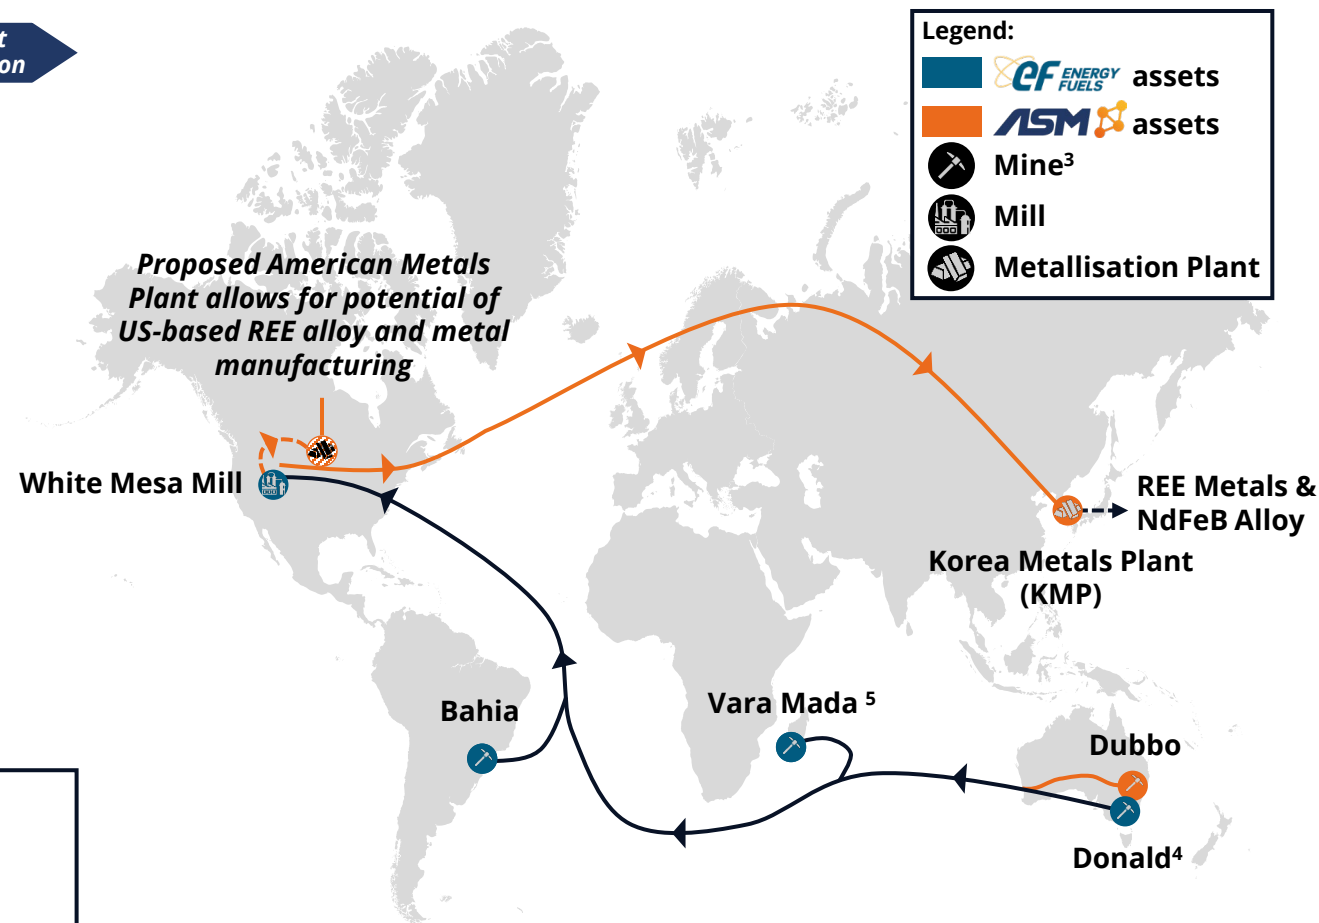 t
on
Legend:
eF ENERGY FUELS assets
ASM assets
Mine³
Mill
Metallisation Plant
Proposed American Metals
Plant allows for potential of
US-based REE alloy and metal
manufacturing
White Mesa Mill
REE Metals &
NdFeB Alloy
Korea Metals Plant
(KMP)
Bahia
Vara Mada ⁵
Dubbo
Donald⁴